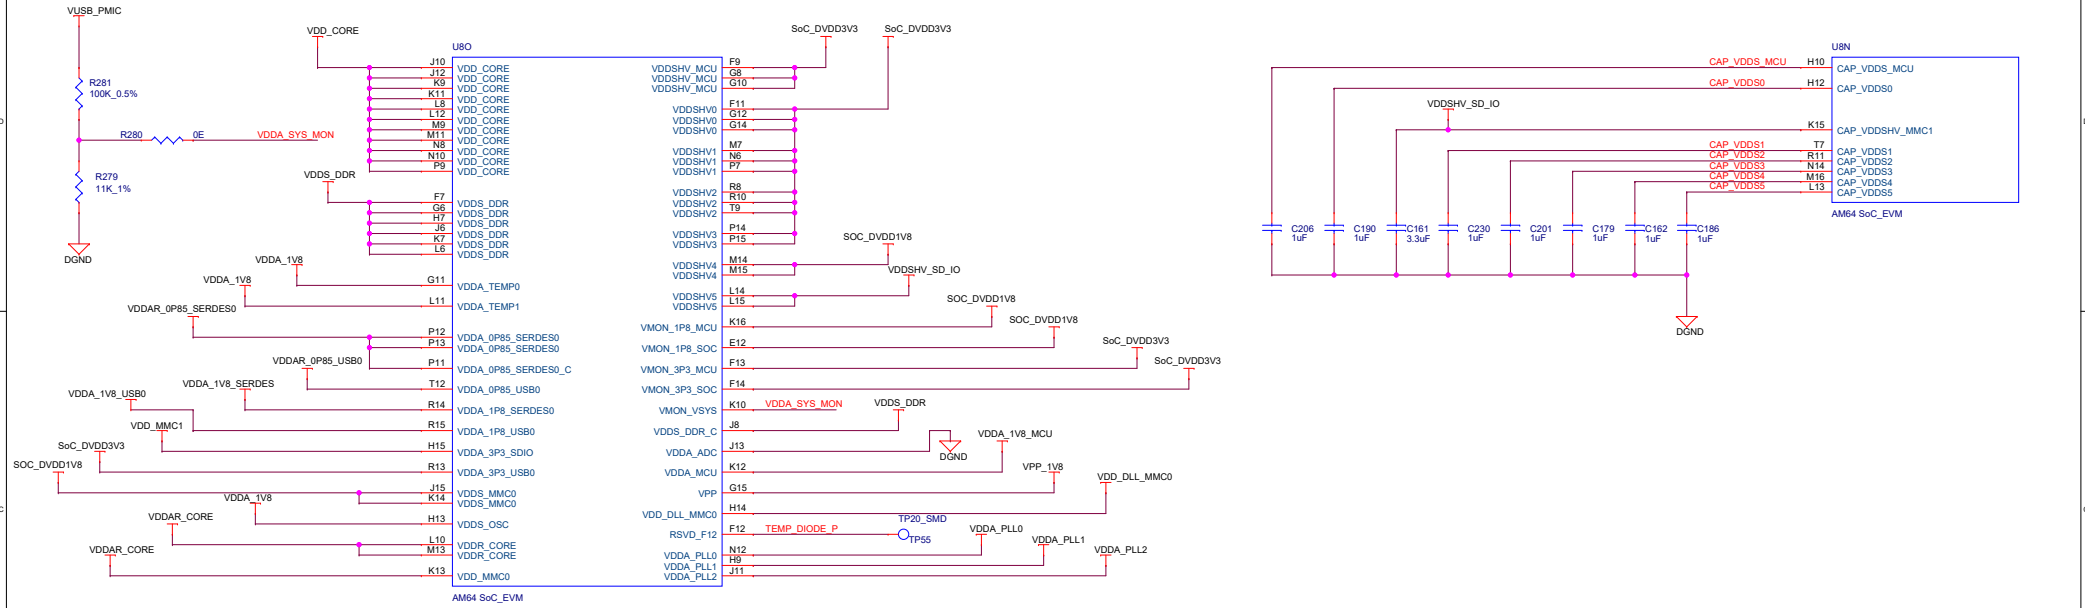 VUSB_PMIC
R281
100K_0.5%
R280 0E VDDA_SYS_MON
R279
11K_1%
DGND
VDD_CORE
U8O
J10 VDD_CORE
J12 VDD_CORE
K9 VDD_CORE
K11 VDD_CORE
L8 VDD_CORE
L12 VDD_CORE
M9 VDD_CORE
M11 VDD_CORE
N8 VDD_CORE
N10 VDD_CORE
P9 VDD_CORE
VDDS_DDR
F7 VDDS_DDR
G6 VDDS_DDR
H7 VDDS_DDR
J6 VDDS_DDR
K7 VDDS_DDR
L6 VDDS_DDR
VDDA_1V8
G11 VDDA_TEMP0
VDDA_1V8
L11 VDDA_TEMP1
VDDAR_0P85_SERDES0
P12 VDDA_0P85_SERDES0
P13 VDDA_0P85_SERDES0
P11 VDDA_0P85_SERDES0_C
VDDAR_0P85_USB0
T12 VDDA_0P85_USB0
VDDA_1V8_SERDES
R14 VDDA_1P8_SERDES0
VDDA_1V8_USB0
R15 VDDA_1P8_USB0
VDD_MMC1
H15 VDDA_3P3_SDIO
SoC_DVDD3V3
R13 VDDA_3P3_USB0
SOC_DVDD1V8
J15 VDDS_MMC0
K14 VDDS_MMC0
VDDA_1V8
H13 VDDS_OSC
VDDAR_CORE
L10 VDDR_CORE
M13 VDDR_CORE
VDDAR_CORE
K13 VDD_MMC0
AM64 SoC_EVM
SoC_DVDD3V3
SoC_DVDD3V3
VDDSHV_MCU F9
VDDSHV_MCU G8
VDDSHV_MCU G10
VDDSHV0 F11
VDDSHV0 G12
VDDSHV0 G14
VDDSHV1 M7
VDDSHV1 N6
VDDSHV1 P7
VDDSHV2 R8
VDDSHV2 R10
VDDSHV2 T9
VDDSHV3 P14
VDDSHV3 P15
SOC_DVDD1V8
VDDSHV4 M14
VDDSHV4 M15
VDDSHV_SD_IO
VDDSHV5 L14
VDDSHV5 L15
SOC_DVDD1V8
VMON_1P8_MCU K16
SOC_DVDD1V8
VMON_1P8_SOC E12
SoC_DVDD3V3
VMON_3P3_MCU F13
SoC_DVDD3V3
VMON_3P3_SOC F14
VMON_VSYS K10 VDDA_SYS_MON
VDDS_DDR
VDDS_DDR_C J8
VDDA_ADC J13
DGND
VDDA_1V8_MCU
VDDA_MCU K12
VPP_1V8
VPP G15
VDD_DLL_MMC0
VDD_DLL_MMC0 H14
RSVD_F12 F12 TEMP_DIODE_P
TP20_SMD
TP55
VDDA_PLL0
VDDA_PLL0 N12
VDDA_PLL1
VDDA_PLL1 H9
VDDA_PLL2
VDDA_PLL2 J11
U8N
CAP_VDDS_MCU H10 CAP_VDDS_MCU
CAP_VDDS0 H12 CAP_VDDS0
VDDSHV_SD_IO
K15 CAP_VDDSHV_MMC1
CAP_VDDS1 T7 CAP_VDDS1
CAP_VDDS2 R11 CAP_VDDS2
CAP_VDDS3 N14 CAP_VDDS3
CAP_VDDS4 M16 CAP_VDDS4
CAP_VDDS5 L13 CAP_VDDS5
AM64 SoC_EVM
C206 C190 C161 C230 C201 C179 C162 C186
1uF 1uF 3.3uF 1uF 1uF 1uF 1uF 1uF
DGND